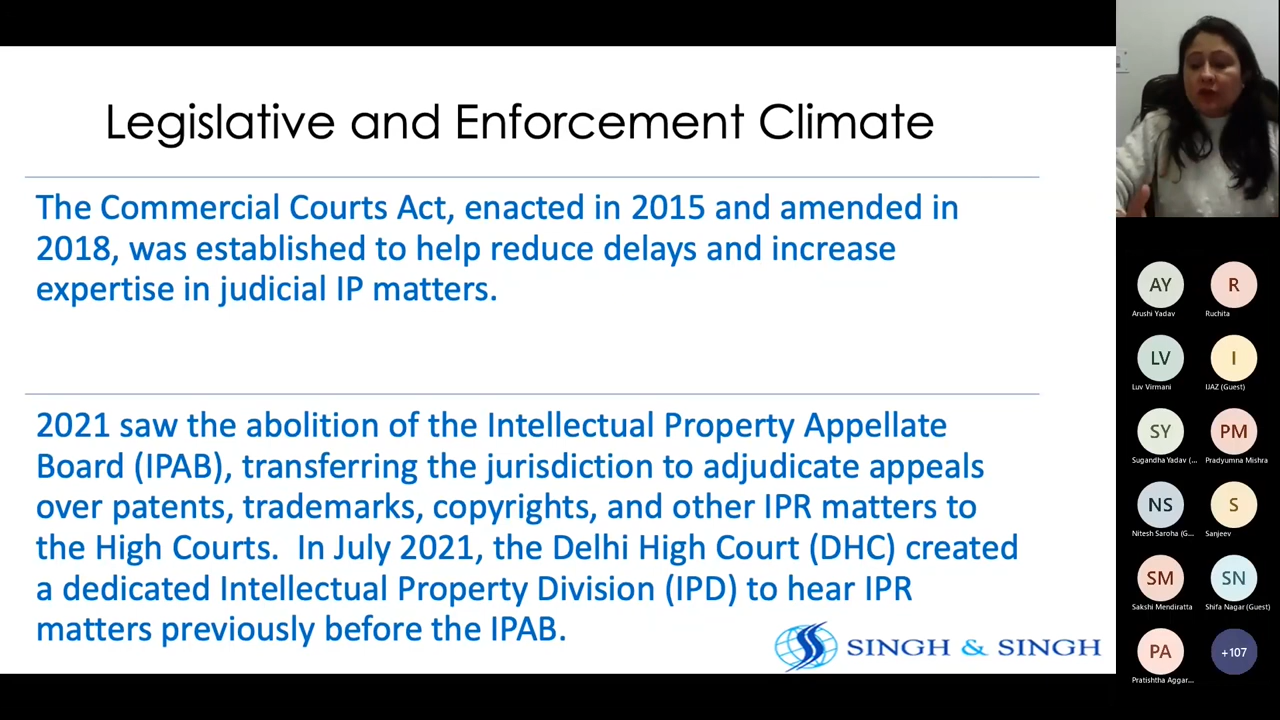 Legislative and Enforcement Climate
The Commercial Courts Act, enacted in 2015 and amended in
2018, was established to help reduce delays and increase
expertise in judicial IP matters.
2021 saw the abolition of the Intellectual Property Appellate
Board (IPAB), transferring the jurisdiction to adjudicate appeals
over patents, trademarks, copyrights, and other IPR matters to
the High Courts.  In July 2021, the Delhi High Court (DHC) created
a dedicated Intellectual Property Division (IPD) to hear IPR
matters previously before the IPAB.
SINGH & SINGH
AY
R
Arushi Yadav
Ruchita
LV
I
Luv Virmani
IJAZ (Guest)
SY
PM
Sugandha Yadav (...
Pradyumna Mishra
NS
S
Nitesh Saroha (G...
Sanjeev
SM
SN
Sakshi Mendiratta
Shifa Nagar (Guest)
PA
+107
Pratishtha Aggar...